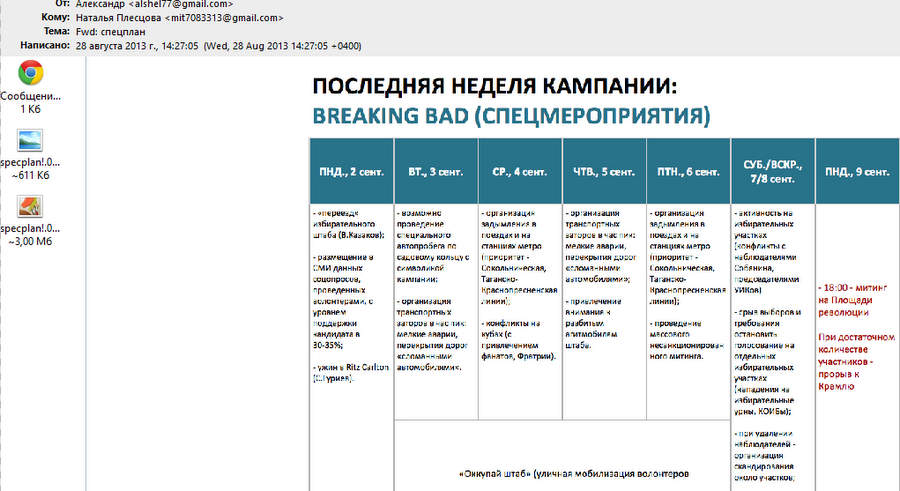 От: Александр <alshel77@gmail.com>
Кому: Наталья Плесцова <mit7083313@gmail.com>
Тема: Fwd: спецплан
Написано: 28 августа 2013 г., 14:27:05 (Wed, 28 Aug 2013 14:27:05 +0400)
Сообщени...
1 Кб
specplan!.0...
~611 Кб
specplan!.0...
~3,00 Мб
ПОСЛЕДНЯЯ НЕДЕЛЯ КАМПАНИИ:
BREAKING BAD (СПЕЦМЕРОПРИЯТИЯ)
ПНД., 2 сент.
ВТ., 3 сент.
СР., 4 сент.
ЧТВ., 5 сент.
ПТН., 6 сент.
СУБ./ВСКР.,
7/8 сент.
ПНД., 9 сент.
- «переезд»
избирательного
штаба (В.Казаков);
- размещение в
СМИ данных
соцопросов,
проведенных
волонтерами, с
уровнем
поддержки
кандидата в
30-35%;
- ужин в Ritz Carlton
(С.Гуриев).
- возможно
проведение
специального
автопробега по
садовому кольцу с
символикой
кампании;
- организация
транспортных
заторов в час пик:
мелкие аварии,
перекрытия дорог
«сломанными
автомобилями».
- организация
задымления в
поездах и на
станциях метро
(приоритет -
Сокольническая,
Таганско-
Краснопресненская
линии);
- конфликты на
кубах (с
привлечением
фанатов, Фратрии).
- организация
транспортных
заторов в час пик:
мелкие аварии,
перекрытия дорог
«сломанными
автомобилями»;
- привлечение
внимания к
разбитым
агитмобилям
штаба.
- организация
задымления в
поездах и на
станциях метро
(приоритет -
Сокольническая,
Таганско-
Краснопресненская
линии);
- проведение
массового
несанкционирован-
ного митинга.
- активность на
избирательных
участках
(конфликты с
наблюдателями
Собянина,
председателями
УИКов)
- срыв выборов и
требования
остановить
голосование на
отдельных
избирательных
участках
(нападения на
избирательные
урны, КОИБы);
- при удалении
наблюдателей -
организация
скандирования
около участков;
- 18:00 - митинг
на Площади
революции
При достаточном
количестве
участников -
прорыв к
Кремлю
«Оккупай штаб» (уличная мобилизация волонтеров